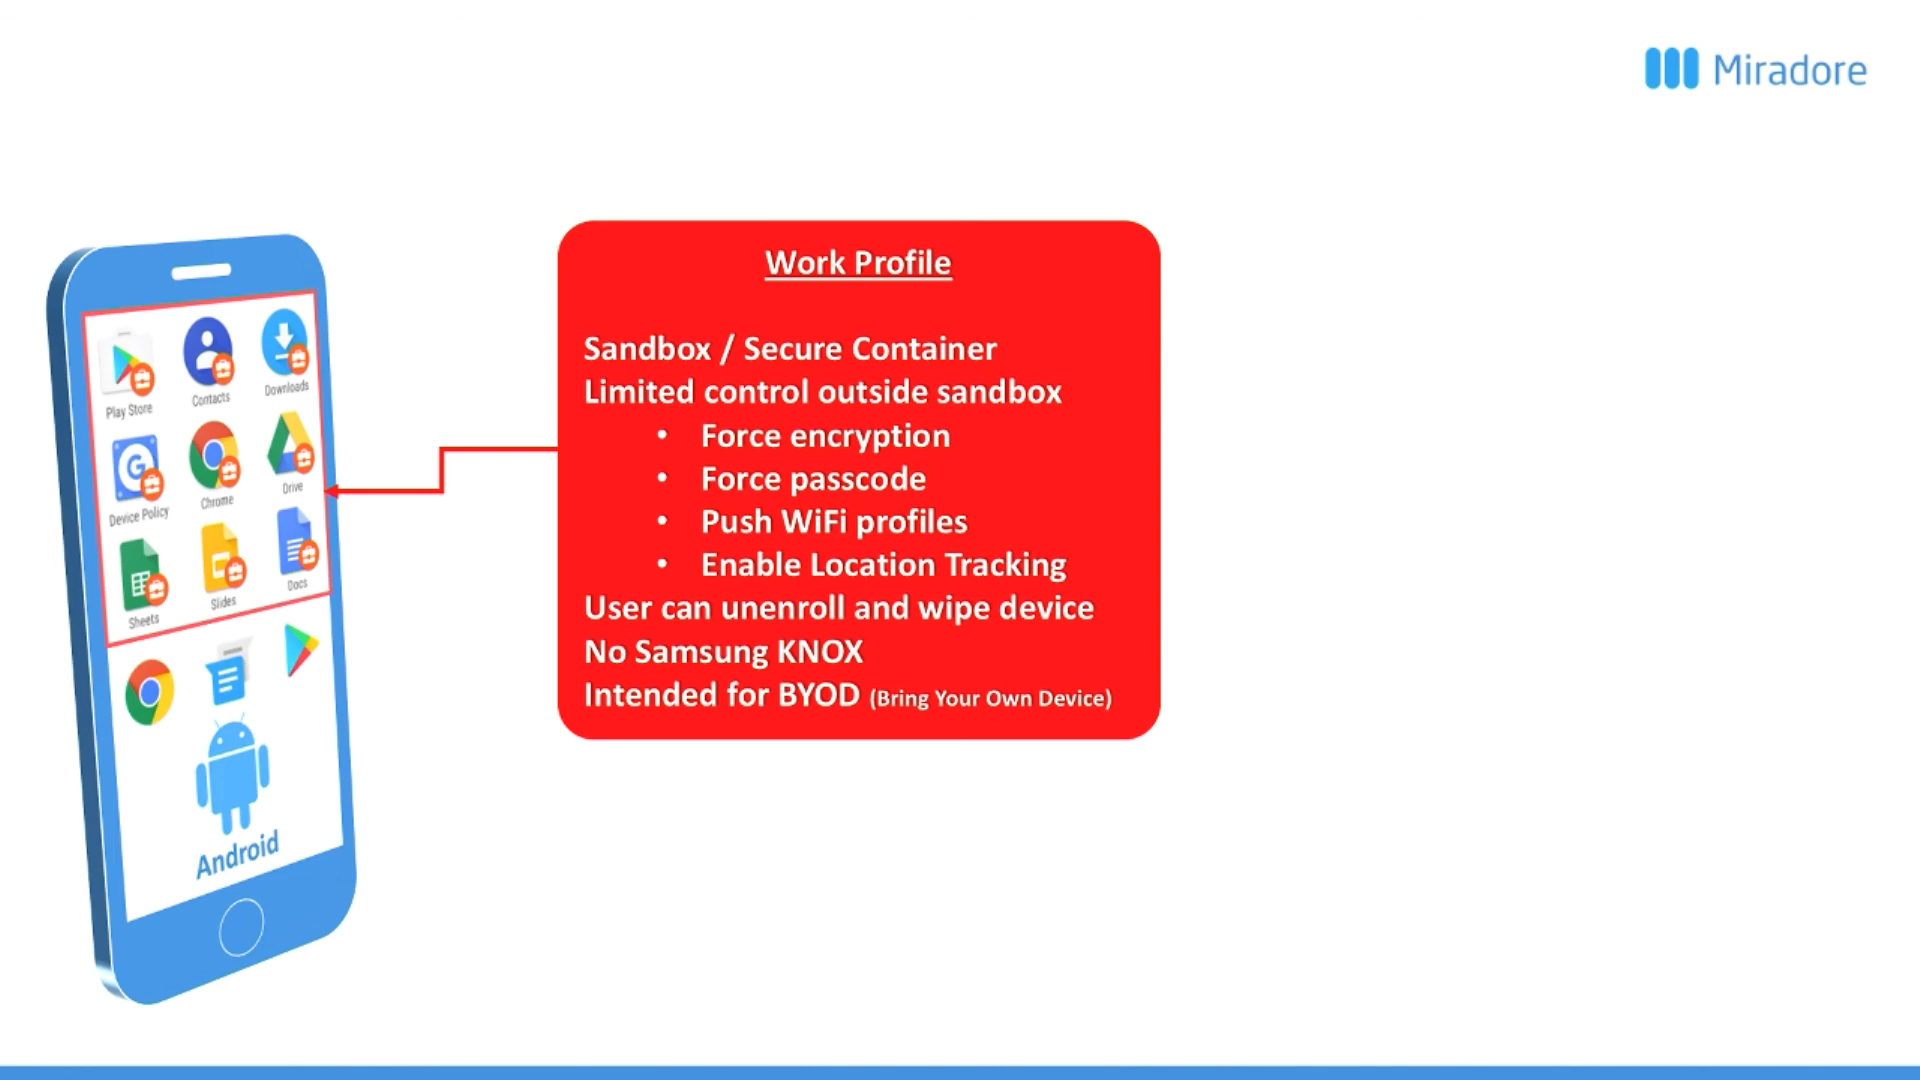 Miradore
Work Profile
Sandbox / Secure Container
Limited control outside sandbox
• Force encryption
• Force passcode
• Push WiFi profiles
• Enable Location Tracking
User can unenroll and wipe device
No Samsung KNOX
Intended for BYOD (Bring Your Own Device)
Play Store
Contacts
Downloads
Device Policy
Chrome
Drive
Sheets
Slides
Docs
Android